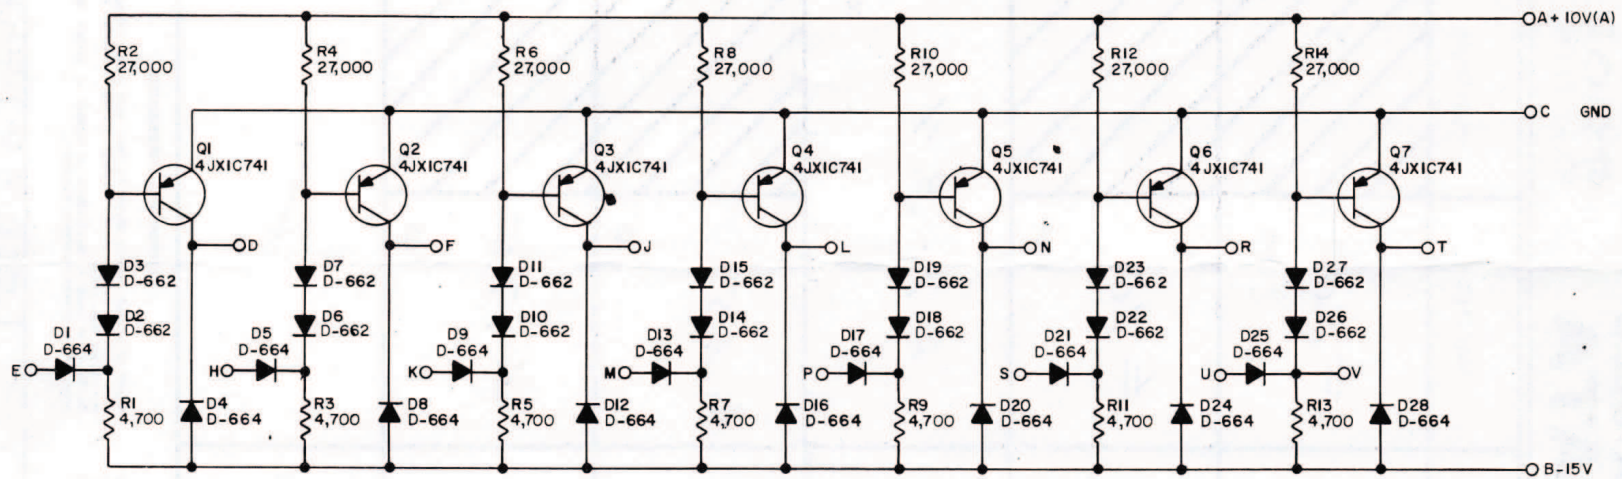 A+10V(A)
R2
27,000
R4
27,000
R6
27,000
R8
27,000
R10
27,000
R12
27,000
R14
27,000
C GND
Q1
4JX1C741
Q2
4JX1C741
Q3
4JX1C741
Q4
4JX1C741
Q5
4JX1C741
Q6
4JX1C741
Q7
4JX1C741
D
F
J
L
N
R
T
D3
D-662
D7
D-662
D11
D-662
D15
D-662
D19
D-662
D23
D-662
D27
D-662
D2
D-662
D6
D-662
D10
D-662
D14
D-662
D18
D-662
D22
D-662
D26
D-662
D1
D-664
D5
D-664
D9
D-664
D13
D-664
D17
D-664
D21
D-664
D25
D-664
E
H
K
M
P
S
U
V
R1
4,700
D4
D-664
R3
4,700
D8
D-664
R5
4,700
D12
D-664
R7
4,700
D16
D-664
R9
4,700
D20
D-664
R11
4,700
D24
D-664
R13
4,700
D28
D-664
B-15V